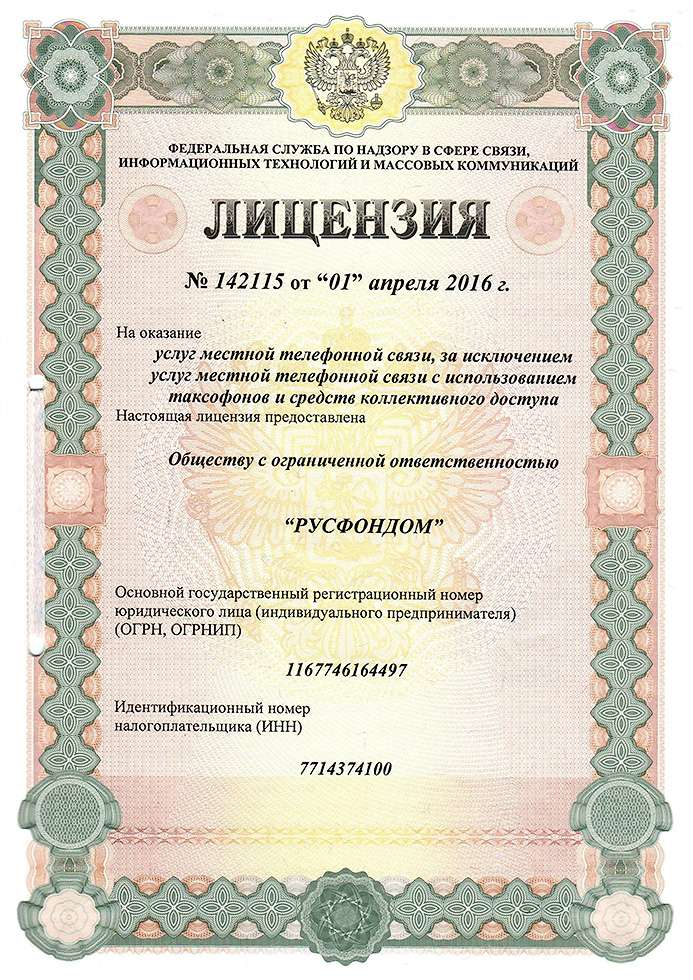 ФЕДЕРАЛЬНАЯ СЛУЖБА ПО НАДЗОРУ В СФЕРЕ СВЯЗИ,
ИНФОРМАЦИОННЫХ ТЕХНОЛОГИЙ И МАССОВЫХ КОММУНИКАЦИЙ
ЛИЦЕНЗИЯ
№ 142115 от “01” апреля 2016 г.
На оказание
услуг местной телефонной связи, за исключением
услуг местной телефонной связи с использованием
таксофонов и средств коллективного доступа
Настоящая лицензия предоставлена
Обществу с ограниченной ответственностью
“РУСФОНДОМ”
Основной государственный регистрационный номер
юридического лица (индивидуального предпринимателя)
(ОГРН, ОГРНИП)
1167746164497
Идентификационный номер
налогоплательщика (ИНН)
7714374100